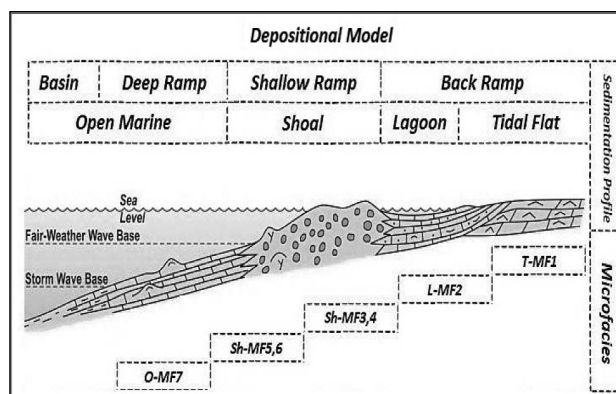 Depositional Model
Basin Deep Ramp Shallow Ramp Back Ramp
Open Marine Shoal Lagoon Tidal Flat
Sedimentation Profile
Sea
Level
Fair-Weather Wave Base
Storm Wave Base
Microfacies
T-MF1
L-MF2
Sh-MF3,4
Sh-MF5,6
O-MF7